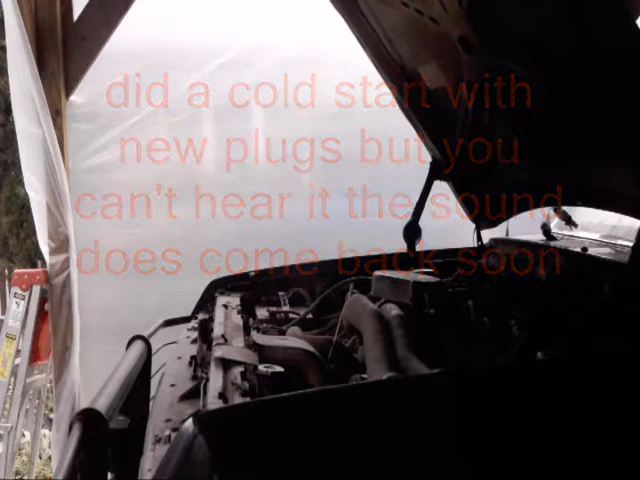 did a cold start with
new plugs but you
can't hear it the sound
does come back soon